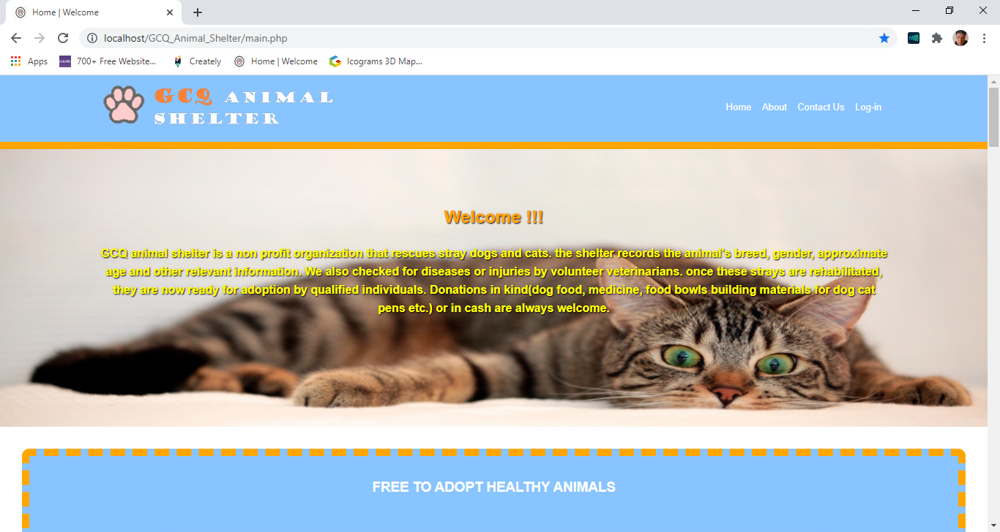 Home | Welcome
localhost/GCQ_Animal_Shelter/main.php
Apps 700+ Free Website... Creately Home | Welcome Icograms 3D Map...
GCQ ANIMAL
SHELTER
Home About Contact Us Log-in
Welcome !!!
GCQ animal shelter is a non profit organization that rescues stray dogs and cats. the shelter records the animal's breed, gender, approximate
age and other relevant information. We also checked for diseases or injuries by volunteer veterinarians. once these strays are rehabilitated,
they are now ready for adoption by qualified individuals. Donations in kind(dog food, medicine, food bowls building materials for dog cat
pens etc.) or in cash are always welcome.
FREE TO ADOPT HEALTHY ANIMALS